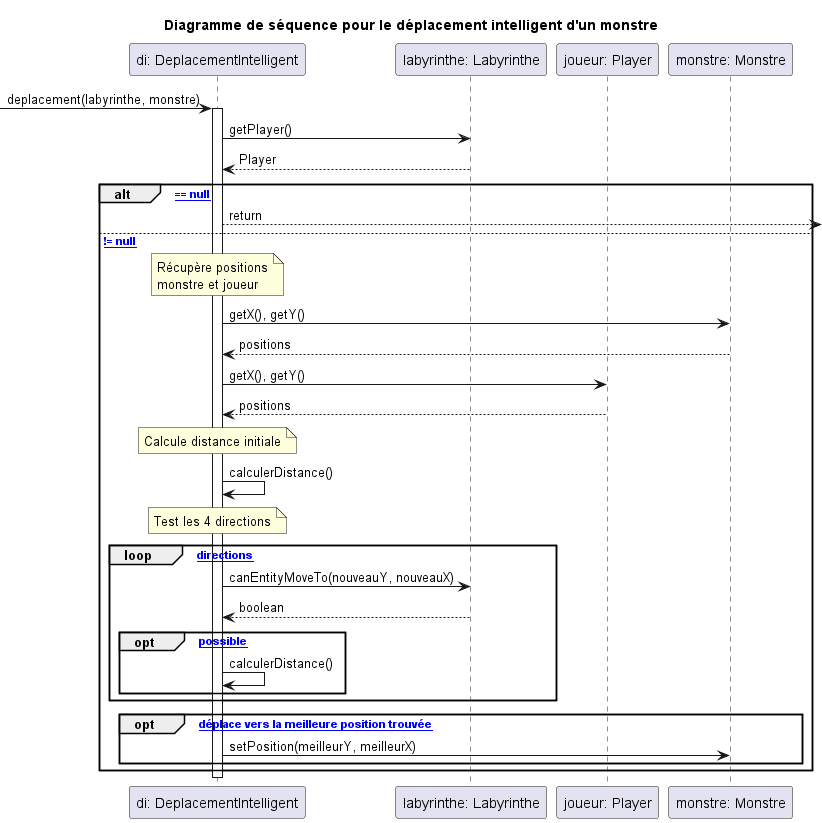 Diagramme de séquence pour le déplacement intelligent d'un monstre
di: DeplacementIntelligent labyrinthe: Labyrinthe joueur: Player monstre: Monstre
deplacement(labyrinthe, monstre)
getPlayer()
Player
alt == null
return
!= null
Récupère positions
monstre et joueur
getX(), getY()
positions
getX(), getY()
positions
Calcule distance initiale
calculerDistance()
Test les 4 directions
loop directions
canEntityMoveTo(nouveauY, nouveauX)
boolean
opt possible
calculerDistance()
opt déplace vers la meilleure position trouvée
setPosition(meilleurY, meilleurX)
di: DeplacementIntelligent labyrinthe: Labyrinthe joueur: Player monstre: Monstre